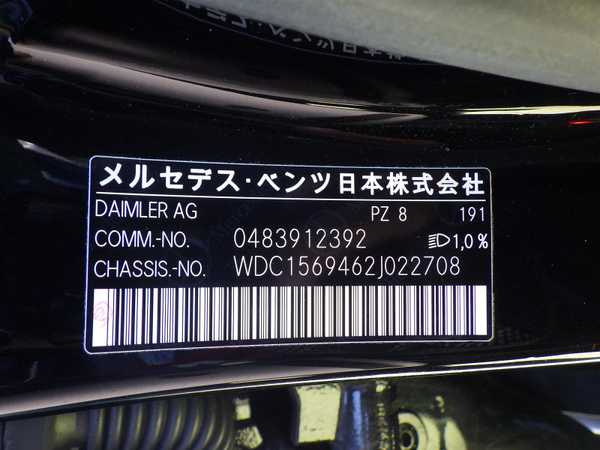 メルセデス・ベンツ日本株式会社
DAIMLER AG PZ 8 191
COMM.-NO. 0483912392 1,0%
CHASSIS.-NO. WDC1569462J022708